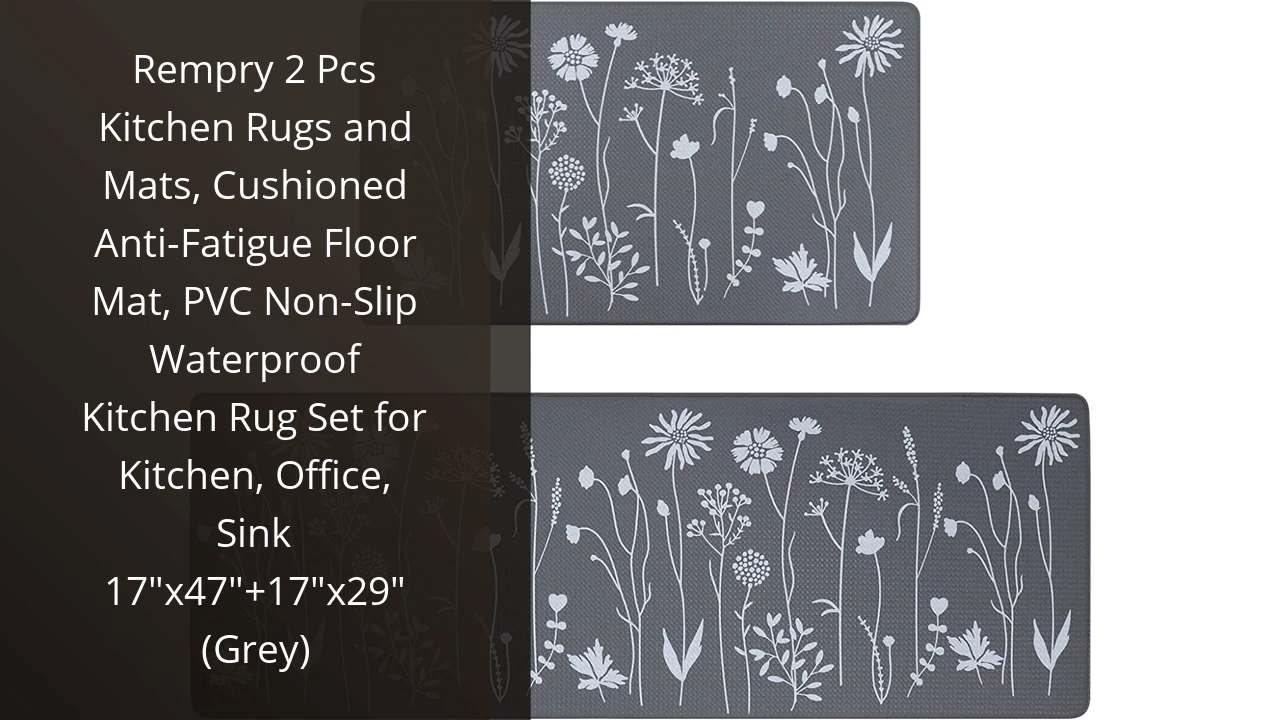 Rempry 2 Pcs
Kitchen Rugs and
Mats, Cushioned
Anti-Fatigue Floor
Mat, PVC Non-Slip
Waterproof
Kitchen Rug Set for
Kitchen, Office,
Sink
17"x47"+17"x29"
(Grey)